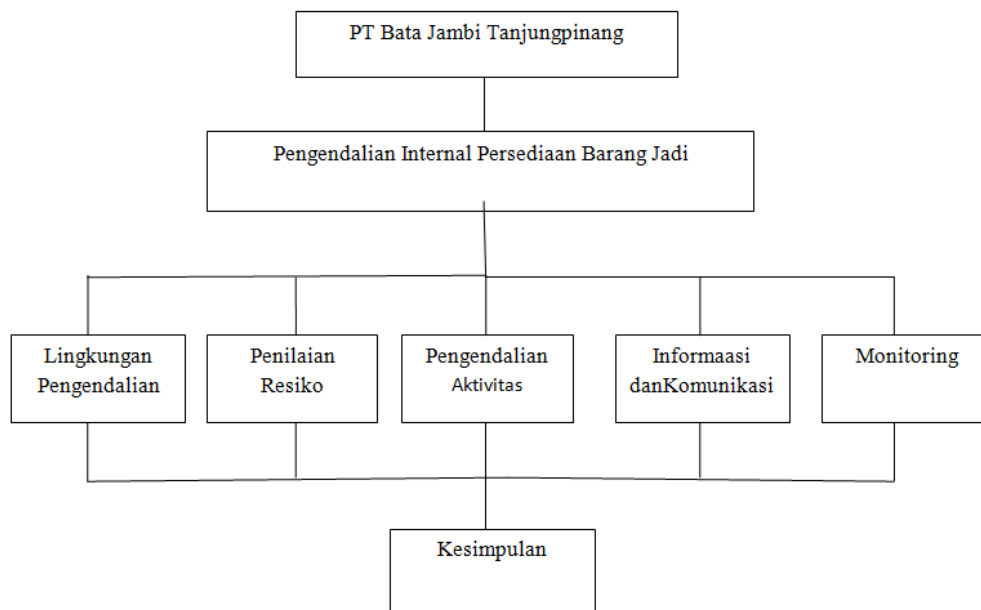 PT Bata Jambi Tanjungpinang
Pengendalian Internal Persediaan Barang Jadi
Lingkungan
Pengendalian
Penilaian
Resiko
Pengendalian
Aktivitas
Informaasi
danKomunikasi
Monitoring
Kesimpulan